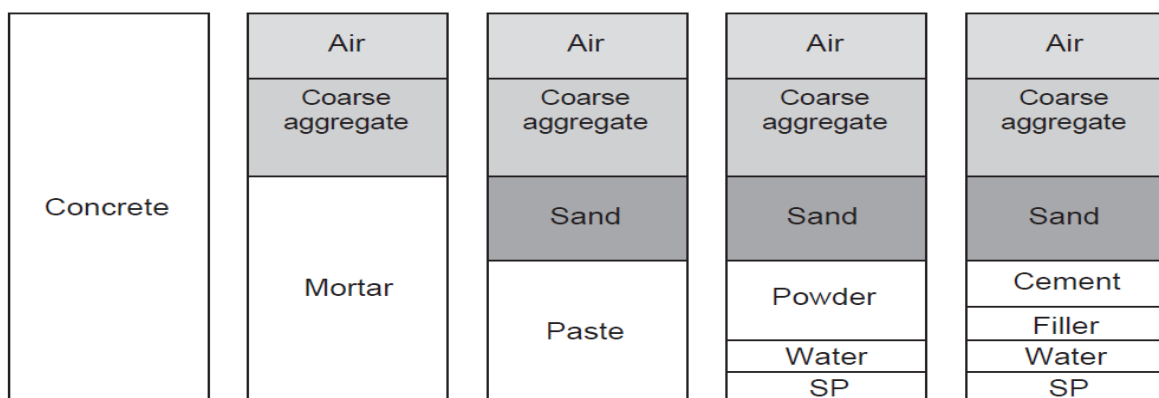 Concrete
Air
Coarse
aggregate
Mortar
Air
Coarse
aggregate
Sand
Paste
Air
Coarse
aggregate
Sand
Powder
Water
SP
Air
Coarse
aggregate
Sand
Cement
Filler
Water
SP